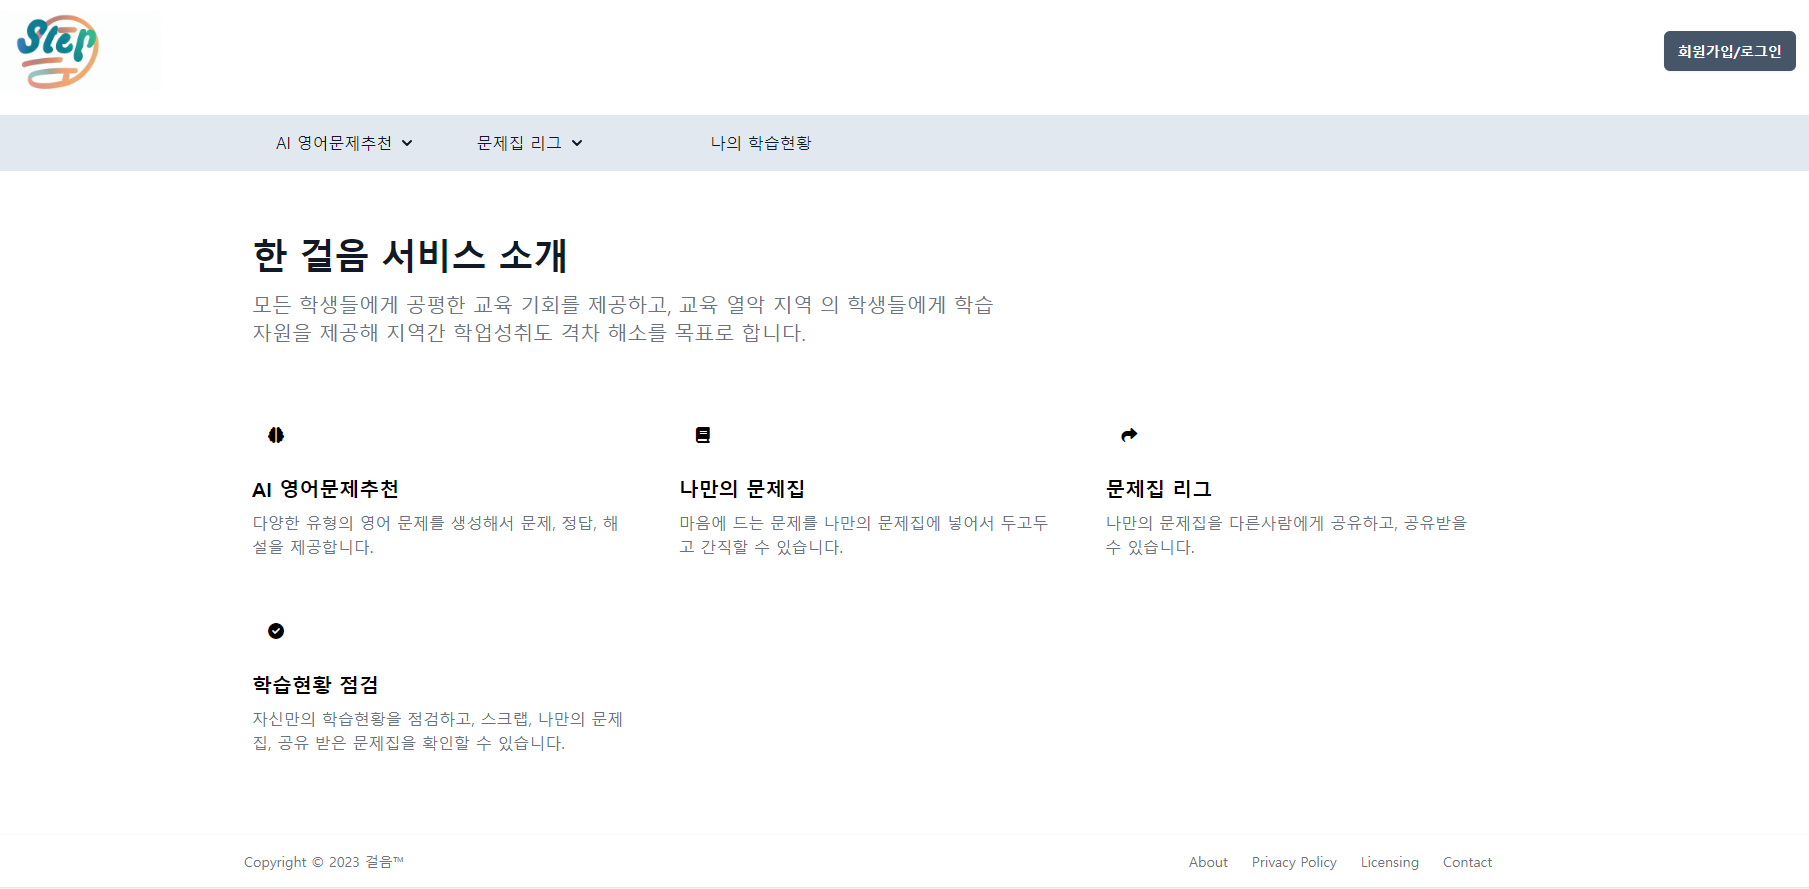 Step
회원가입/로그인
AI 영어문제추천
문제집 리그
나의 학습현황
한 걸음 서비스 소개
모든 학생들에게 공평한 교육 기회를 제공하고, 교육 열악 지역 의 학생들에게 학습
자원을 제공해 지역간 학업성취도 격차 해소를 목표로 합니다.
AI 영어문제추천
다양한 유형의 영어 문제를 생성해서 문제, 정답, 해
설을 제공합니다.
나만의 문제집
마음에 드는 문제를 나만의 문제집에 넣어서 두고두
고 간직할 수 있습니다.
문제집 리그
나만의 문제집을 다른사람에게 공유하고, 공유받을
수 있습니다.
학습현황 점검
자신만의 학습현황을 점검하고, 스크랩, 나만의 문제
집, 공유 받은 문제집을 확인할 수 있습니다.
Copyright © 2023 걸음™
About
Privacy Policy
Licensing
Contact